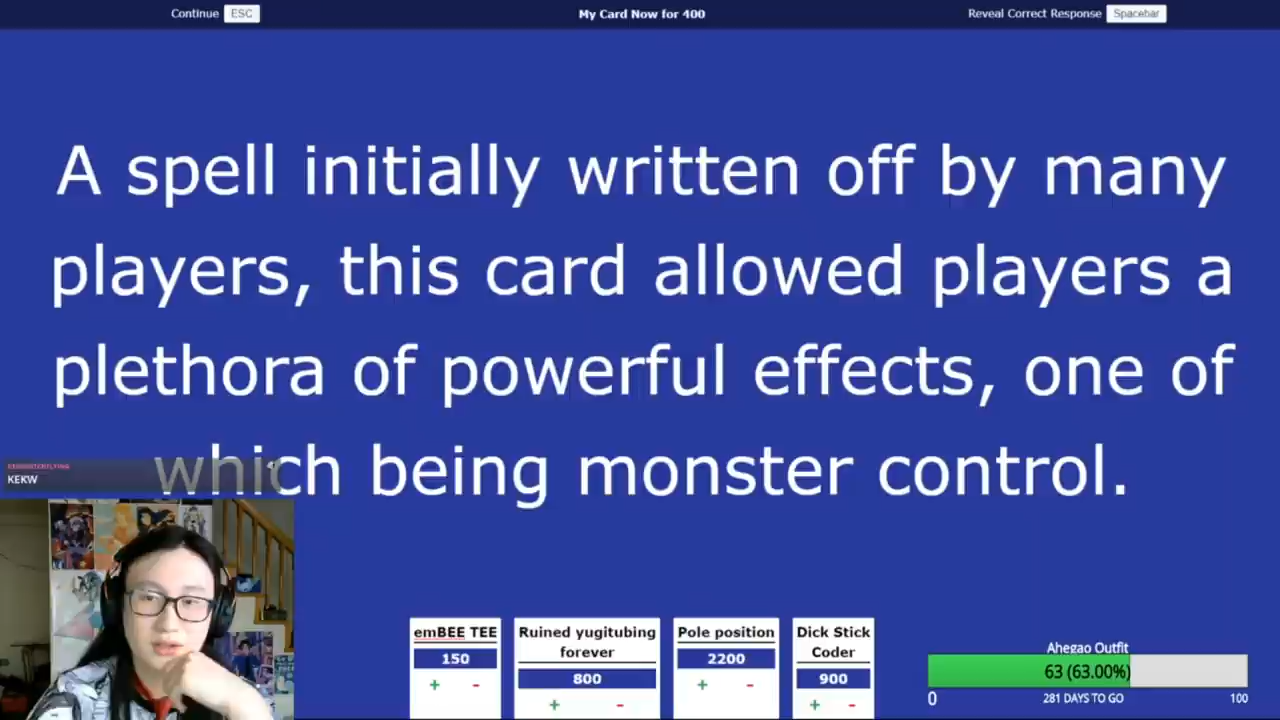 Continue ESC
My Card Now for 400
Reveal Correct Response Spacebar
A spell initially written off by many
players, this card allowed players a
plethora of powerful effects, one of
which being monster control.
KEKW
emBEE TEE
150
+ -
Ruined yugitubing
forever
800
+ -
Pole position
2200
+ -
Dick Stick
Coder
900
+ -
Ahegao Outfit
63 (63.00%)
0
281 DAYS TO GO
100